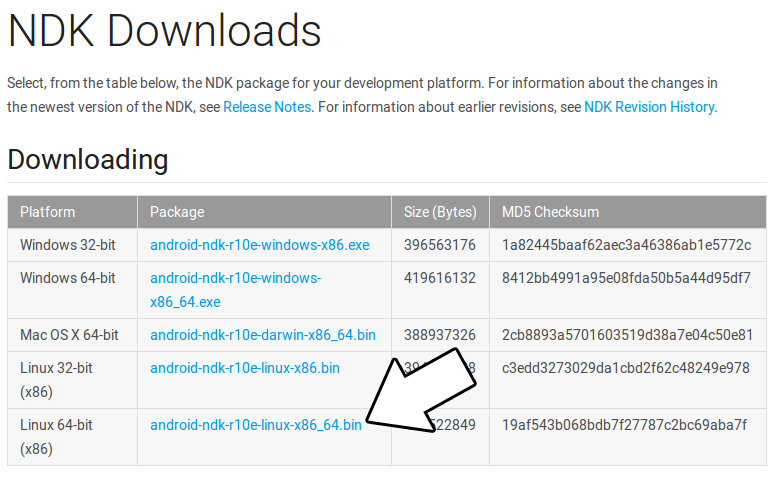 NDK Downloads
Select, from the table below, the NDK package for your development platform. For information about the changes in
the newest version of the NDK, see Release Notes. For information about earlier revisions, see NDK Revision History.
Downloading
Platform Package Size (Bytes) MD5 Checksum
Windows 32-bit android-ndk-r10e-windows-x86.exe 396563176 1a82445baaf62aec3a46386ab1e5772c
Windows 64-bit android-ndk-r10e-windows- 419616132 8412bb4991a95e08fda50b5a44d95df7
x86_64.exe
Mac OS X 64-bit android-ndk-r10e-darwin-x86_64.bin 388937326 2cb8893a5701603519d38a7e04c50e81
Linux 32-bit android-ndk-r10e-linux-x86.bin c3edd3273029da1cbd2f62c48249e978
(x86)
Linux 64-bit android-ndk-r10e-linux-x86_64.bin 19af543b068bdb7f27787c2bc69aba7f
(x86)